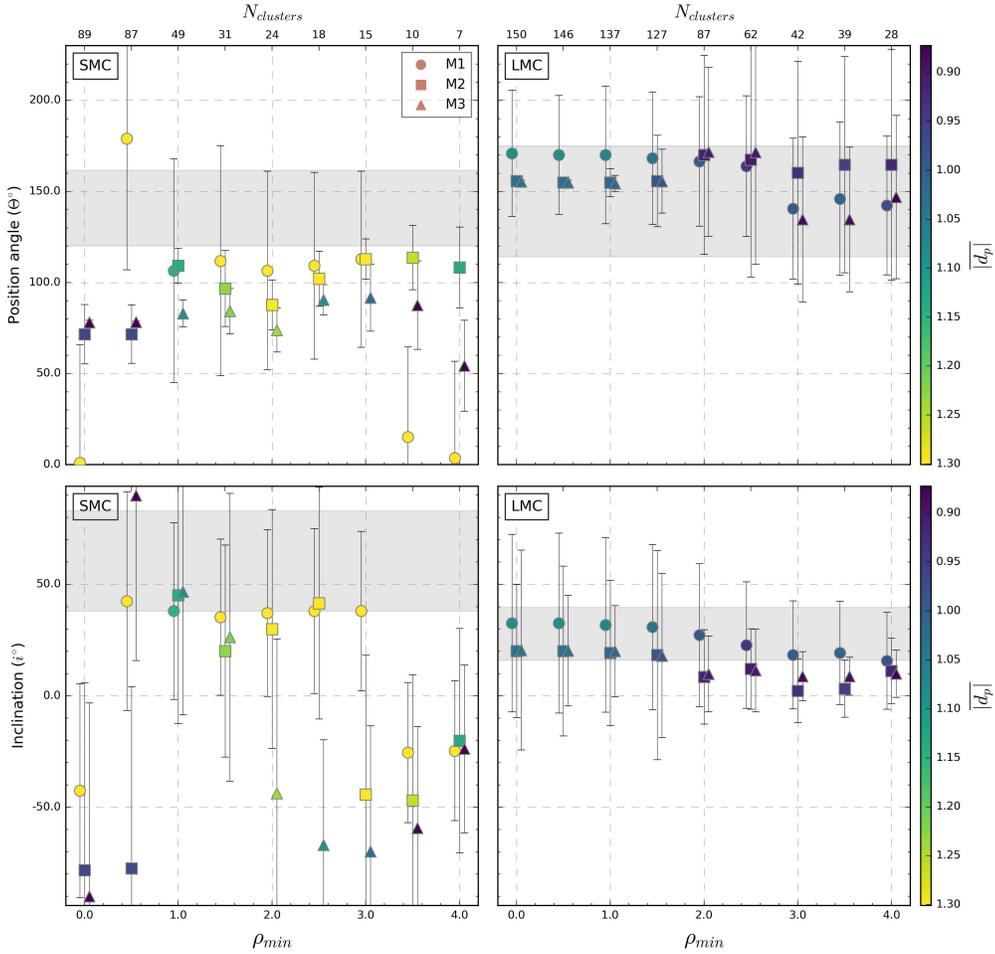 N_clusters N_clusters
89 87 49 31 24 18 15 10 7 150 146 137 127 87 62 42 39 28
SMC
M1
M2
M3
LMC
200.0
150.0
100.0
50.0
0.0
Position angle (Θ°)
0.90
0.95
1.00
1.05
1.10
1.15
1.20
1.25
1.30
|d_p|
SMC
LMC
50.0
0.0
-50.0
Inclination (i°)
0.90
0.95
1.00
1.05
1.10
1.15
1.20
1.25
1.30
|d_p|
0.0 1.0 2.0 3.0 4.0 0.0 1.0 2.0 3.0 4.0
ρ_min ρ_min